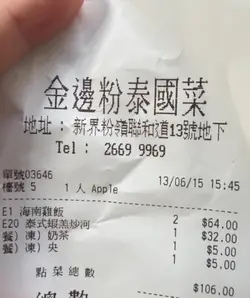 金邊粉泰國菜
地址：新界粉嶺聯和道13號地下
Tel： 2669 9969
單號03646
檯號 5 1 人 Apple 13/06/15 15:45
E1 海南雞飯 2 $64.00
E20 泰式蝦羔炒河 1 $32.00
餐）凍）奶茶 1 $5.00
餐）凍）央 1 $5.00
點菜總數 $106.00
總數